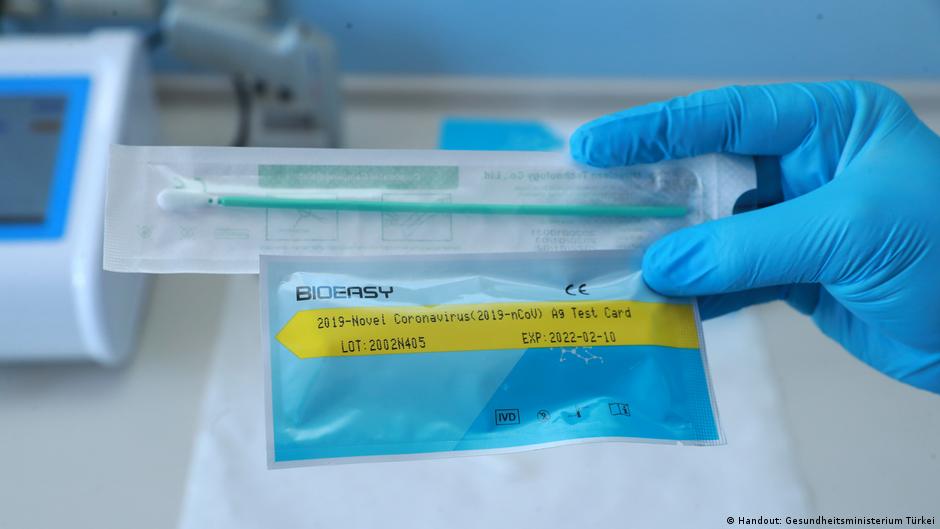 BIOEASY
CE
2019-Novel Coronavirus(2019-nCoV) A9 Test Card
LOT:2002N405
EXP:2022-02-10
IVD
© Handout: Gesundheitsministerium Türkei